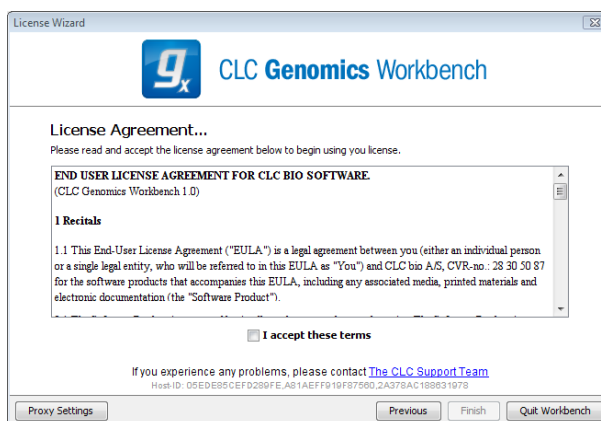 License Wizard
gx CLC Genomics Workbench
License Agreement...
Please read and accept the license agreement below to begin using you license.
END USER LICENSE AGREEMENT FOR CLC BIO SOFTWARE.
(CLC Genomics Workbench 1.0)
1 Recitals
1.1 This End-User License Agreement ("EULA") is a legal agreement between you (either an individual person
or a single legal entity, who will be referred to in this EULA as "You") and CLC bio A/S, CVR-no.: 28 30 50 87
for the software products that accompanies this EULA, including any associated media, printed materials and
electronic documentation (the "Software Product").
I accept these terms
If you experience any problems, please contact The CLC Support Team
Host-ID: D5EDE85CEFD289FE,A81AEFF919F87560,2A378AC188631978
Proxy Settings
Previous
Finish
Quit Workbench